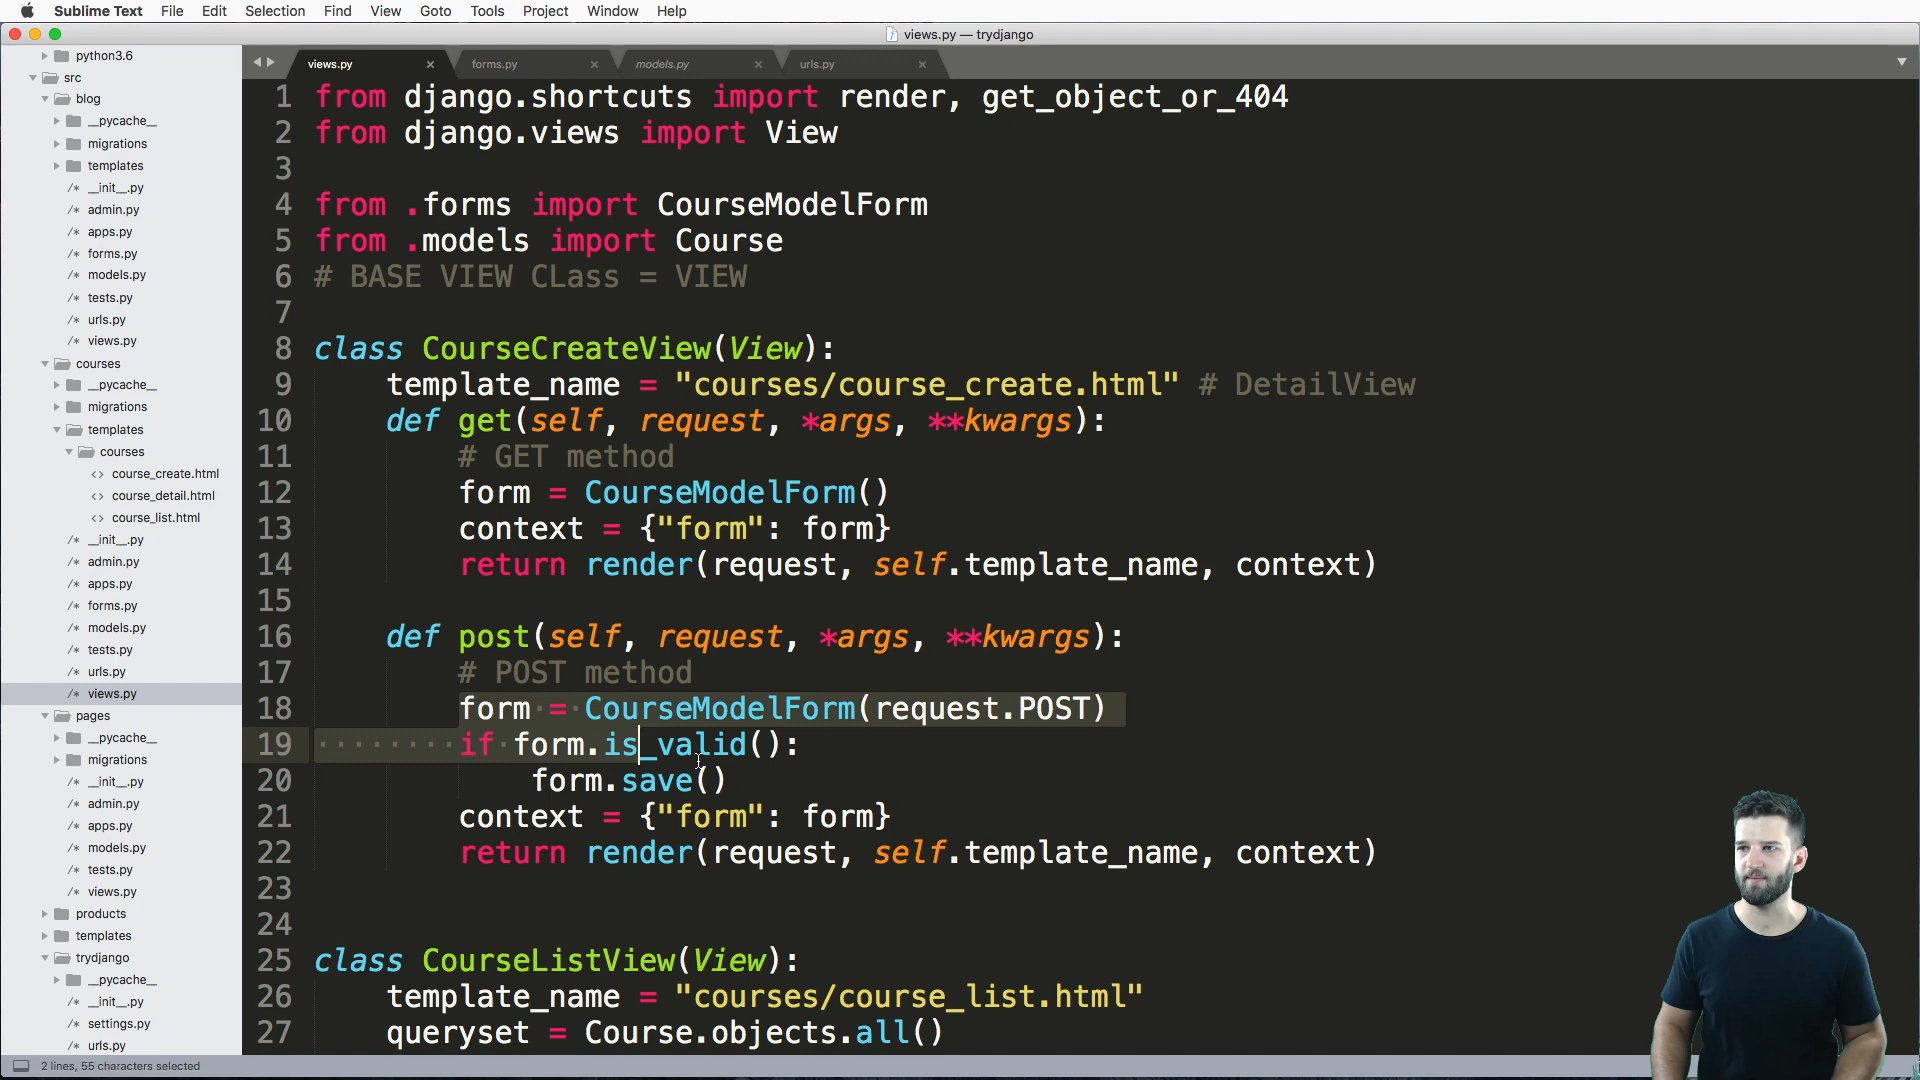 Sublime Text File Edit Selection Find View Goto Tools Project Window Help
views.py — trydjango
python3.6
src
blog
__pycache__
migrations
templates
/* __init__.py
/* admin.py
/* apps.py
/* forms.py
/* models.py
/* tests.py
/* urls.py
/* views.py
courses
__pycache__
migrations
templates
courses
<> course_create.html
<> course_detail.html
<> course_list.html
/* __init__.py
/* admin.py
/* apps.py
/* forms.py
/* models.py
/* tests.py
/* urls.py
/* views.py
pages
__pycache__
migrations
/* __init__.py
/* admin.py
/* apps.py
/* models.py
/* tests.py
/* views.py
products
templates
trydjango
__pycache__
/* __init__.py
/* settings.py
/* urls.py
views.py × forms.py × models.py × urls.py ×
1 from django.shortcuts import render, get_object_or_404
2 from django.views import View
3
4 from .forms import CourseModelForm
5 from .models import Course
6 # BASE VIEW CLass = VIEW
7
8 class CourseCreateView(View):
9 template_name = "courses/course_create.html" # DetailView
10 def get(self, request, *args, **kwargs):
11 # GET method
12 form = CourseModelForm()
13 context = {"form": form}
14 return render(request, self.template_name, context)
15
16 def post(self, request, *args, **kwargs):
17 # POST method
18 form = CourseModelForm(request.POST)
19 if form.is_valid():
20 form.save()
21 context = {"form": form}
22 return render(request, self.template_name, context)
23
24
25 class CourseListView(View):
26 template_name = "courses/course_list.html"
27 queryset = Course.objects.all()
2 lines, 55 characters selected